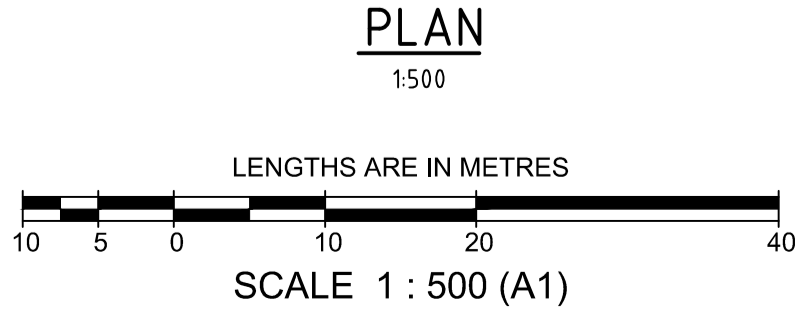 PLAN
1:500
LENGTHS ARE IN METRES
10 5 0 10 20 40
SCALE 1 : 500 (A1)